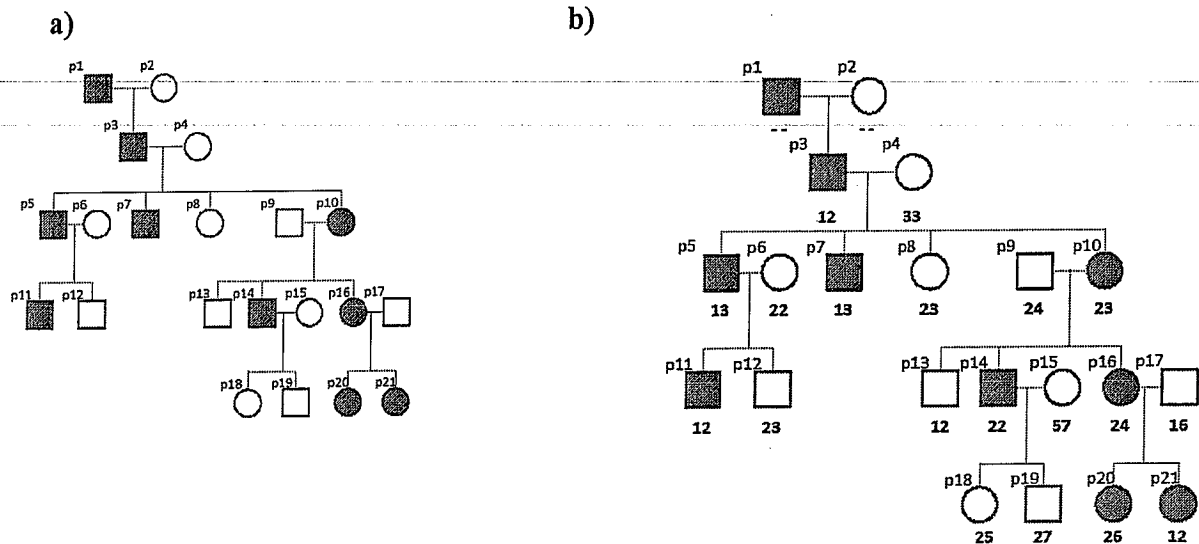 a)
p1 p2
p3 p4
p5 p6 p7 p8 p9 p10
p11 p12 p13 p14 p15 p16 p17
p18 p19 p20 p21
b)
p1 p2
-- --
p3 p4
12 33
p5 p6 p7 p8 p9 p10
13 22 13 23 24 23
p11 p12 p13 p14 p15 p16 p17
12 23 12 22 57 24 16
p18 p19 p20 p21
25 27 26 12